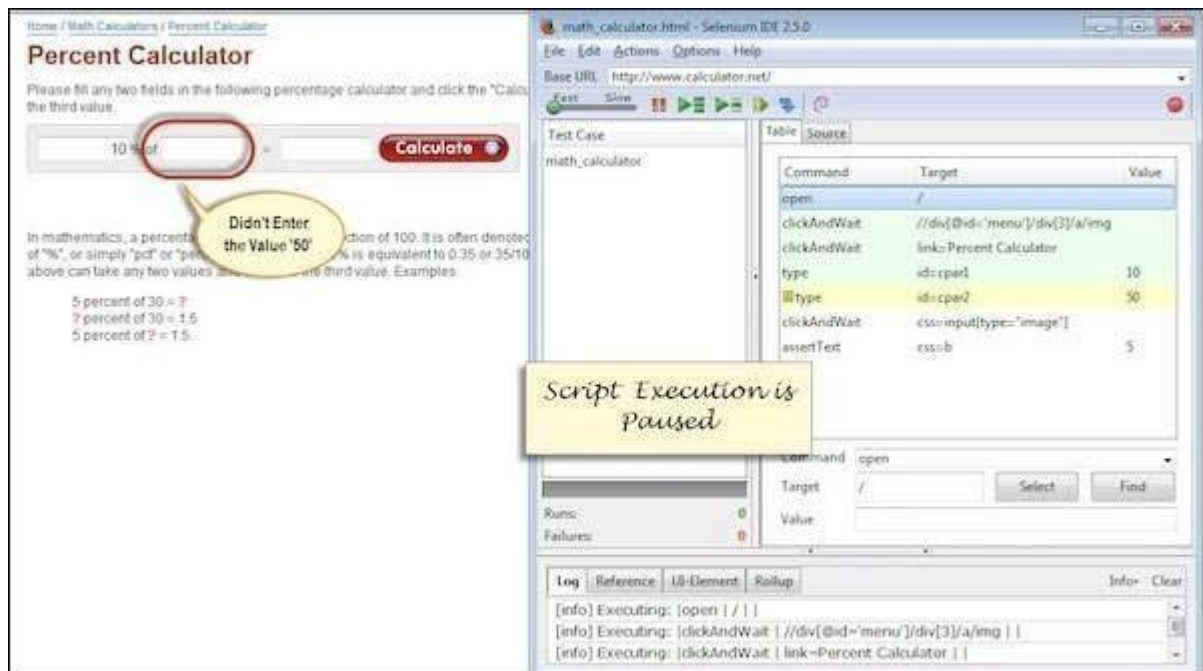 Home / Math Calculators / Percent Calculator
Percent Calculator
Please fill any two fields in the following percentage calculator and click the "Calcu
the third value.
10 % of
=
Calculate
Didn't Enter
the Value '50'
In mathematics, a percenta
ction of 100. It is often denoted
of "%", or simply "pct" or "per
% is equivalent to 0.35 or 35/10
above can take any two values
the third value. Examples:
5 percent of 30 = ?
? percent of 30 = 1.5
5 percent of ? = 1.5
math_calculator.html - Selenium IDE 2.5.0
File Edit Actions Options Help
Base URL http://www.calculator.net/
Fast Slow
Test Case
math_calculator
Table Source
Command Target Value
open /
clickAndWait //div[@id='menu']/div[3]/a/img
clickAndWait link=Percent Calculator
type id=cpar1 10
type id=cpar2 50
clickAndWait css=input[type="image"]
assertText css=b 5
Script Execution is
Paused
Command open
Target / Select Find
Value
Runs: 0
Failures: 0
Log Reference UI-Element Rollup Info Clear
[info] Executing: |open | / | |
[info] Executing: |clickAndWait | //div[@id='menu']/div[3]/a/img | |
[info] Executing: |clickAndWait | link=Percent Calculator | |